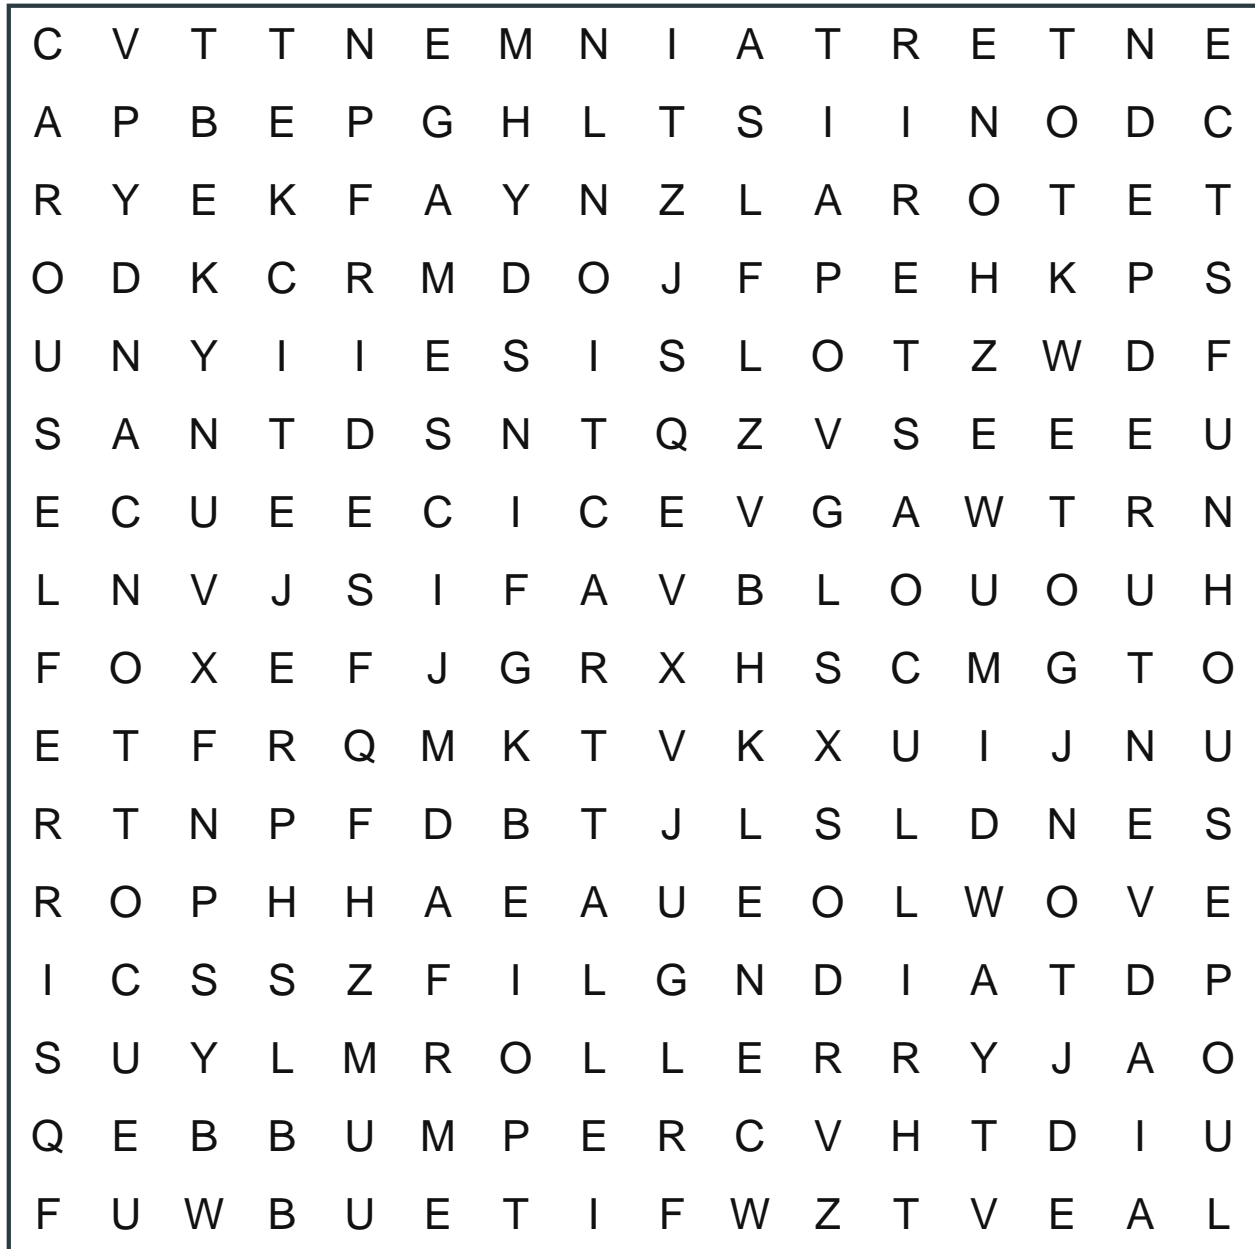 C V T T N E M N I A T R E T N E
A P B E P G H L T S I I N O D C
R Y E K F A Y N Z L A R O T E T
O D K C R M D O J F P E H K P S
U N Y I I E S I S L O T Z W D F
S A N T D S N T Q Z V S E E E U
E C U E E C I C E V G A W T R N
L N V J S I F A V B L O U O U H
F O X E F J G R X H S C M G T O
E T F R Q M K T V K X U I J N U
R T N P F D B T J L S L D N E S
R O P H H A E A U E O L W O V E
I C S S Z F I L G N D I A T D P
S U Y L M R O L L E R R Y J A O
Q E B B U M P E R C V H T D I U
F U W B U E T I F W Z T V E A L